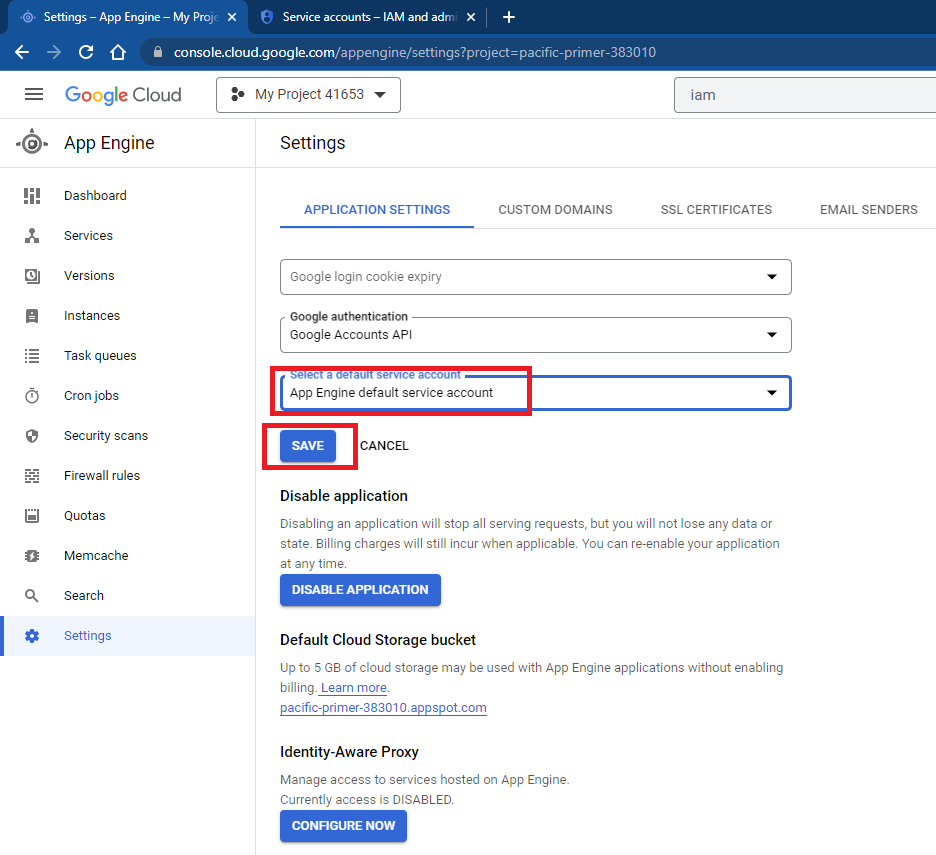 Settings – App Engine – My Proje
Service accounts – IAM and admi
console.cloud.google.com/appengine/settings?project=pacific-primer-383010
Google Cloud
My Project 41653
iam
App Engine
Settings
Dashboard
Services
Versions
Instances
Task queues
Cron jobs
Security scans
Firewall rules
Quotas
Memcache
Search
Settings
APPLICATION SETTINGS
CUSTOM DOMAINS
SSL CERTIFICATES
EMAIL SENDERS
Google login cookie expiry
Google authentication
Google Accounts API
Select a default service account
App Engine default service account
SAVE
CANCEL
Disable application
Disabling an application will stop all serving requests, but you will not lose any data or
state. Billing charges will still incur when applicable. You can re-enable your application
at any time.
DISABLE APPLICATION
Default Cloud Storage bucket
Up to 5 GB of cloud storage may be used with App Engine applications without enabling
billing. Learn more.
pacific-primer-383010.appspot.com
Identity-Aware Proxy
Manage access to services hosted on App Engine.
Currently access is DISABLED.
CONFIGURE NOW